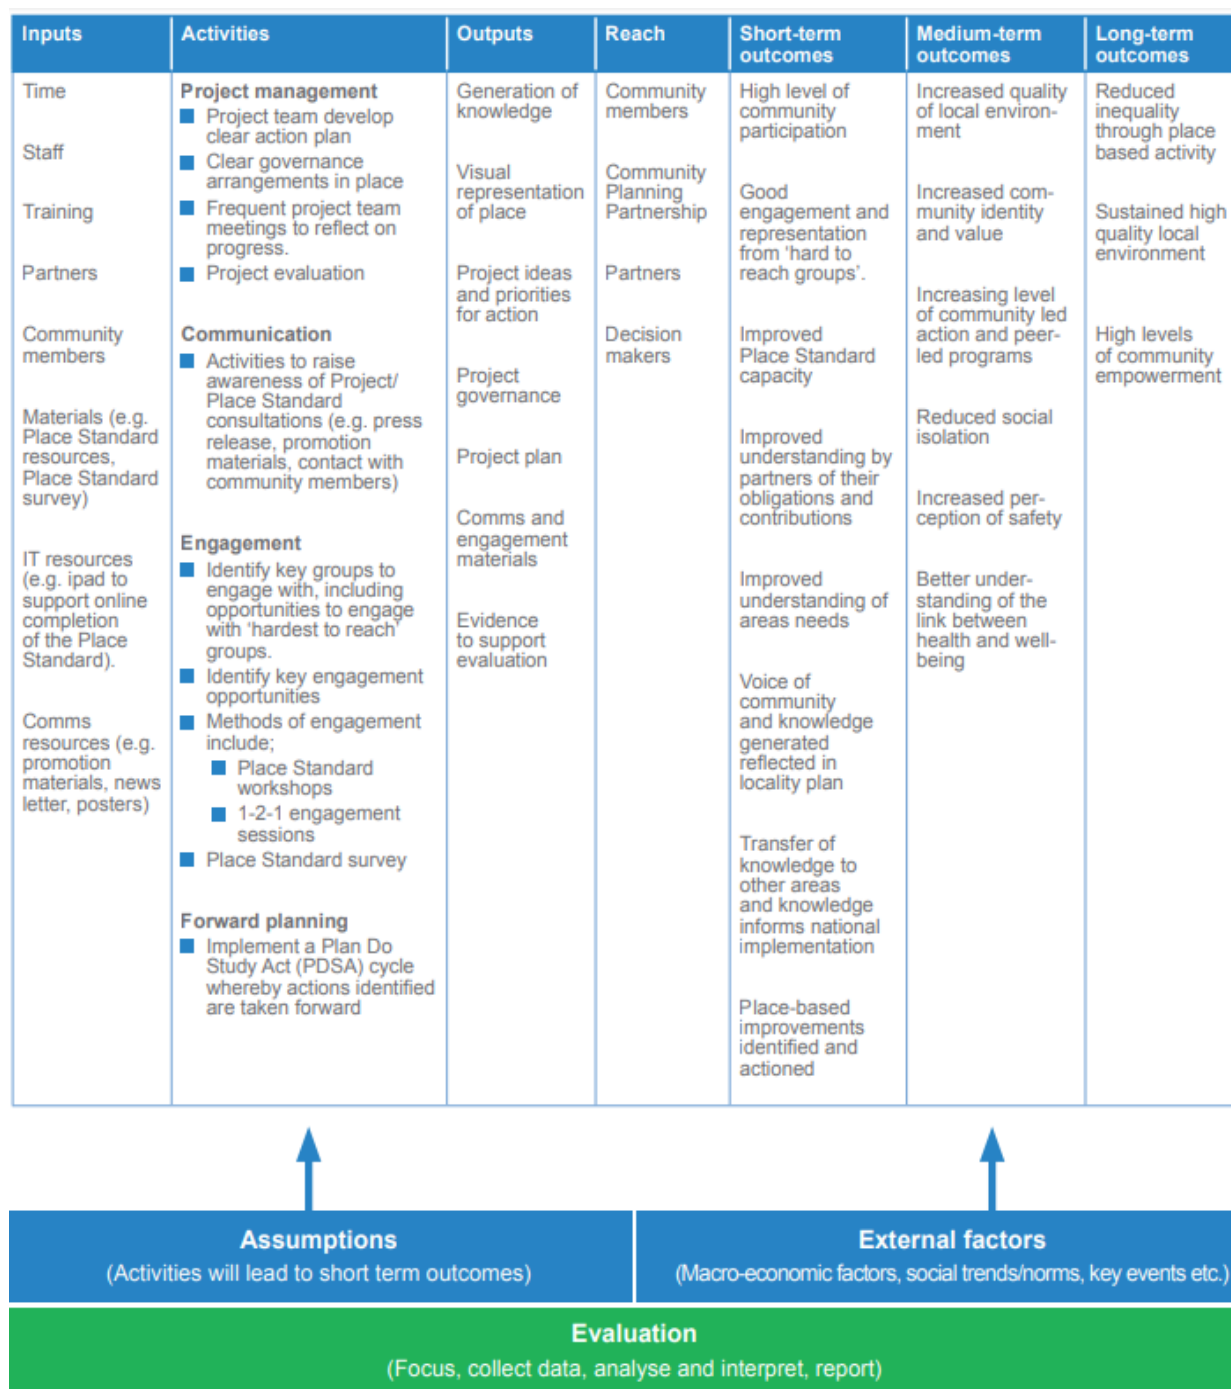 Inputs
Activities
Outputs
Reach
Short-term
outcomes
Medium-term
outcomes
Long-term
outcomes
Time
Staff
Training
Partners
Community
members
Materials (e.g.
Place Standard
resources,
Place Standard
survey)
IT resources
(e.g. ipad to
support online
completion
of the Place
Standard).
Comms
resources (e.g.
promotion
materials, news
letter, posters)
Project management
Project team develop
clear action plan
Clear governance
arrangements in place
Frequent project team
meetings to reflect on
progress.
Project evaluation
Communication
Activities to raise
awareness of Project/
Place Standard
consultations (e.g. press
release, promotion
materials, contact with
community members)
Engagement
Identify key groups to
engage with, including
opportunities to engage
with ‘hardest to reach’
groups.
Identify key engagement
opportunities
Methods of engagement
include;
Place Standard
workshops
1-2-1 engagement
sessions
Place Standard survey
Forward planning
Implement a Plan Do
Study Act (PDSA) cycle
whereby actions identified
are taken forward
Generation of
knowledge
Visual
representation
of place
Project ideas
and priorities
for action
Project
governance
Project plan
Comms and
engagement
materials
Evidence
to support
evaluation
Community
members
Community
Planning
Partnership
Partners
Decision
makers
High level of
community
participation
Good
engagement and
representation
from ‘hard to
reach groups’.
Improved
Place Standard
capacity
Improved
understanding by
partners of their
obligations and
contributions
Improved
understanding of
areas needs
Voice of
community
and knowledge
generated
reflected in
locality plan
Transfer of
knowledge to
other areas
and knowledge
informs national
implementation
Place-based
improvements
identified and
actioned
Increased quality
of local environ-
ment
Increased com-
munity identity
and value
Increasing level
of community led
action and peer-
led programs
Reduced social
isolation
Increased per-
ception of safety
Better under-
standing of the
link between
health and well-
being
Reduced
inequality
through place
based activity
Sustained high
quality local
environment
High levels
of community
empowerment
Assumptions
(Activities will lead to short term outcomes)
External factors
(Macro-economic factors, social trends/norms, key events etc.)
Evaluation
(Focus, collect data, analyse and interpret, report)